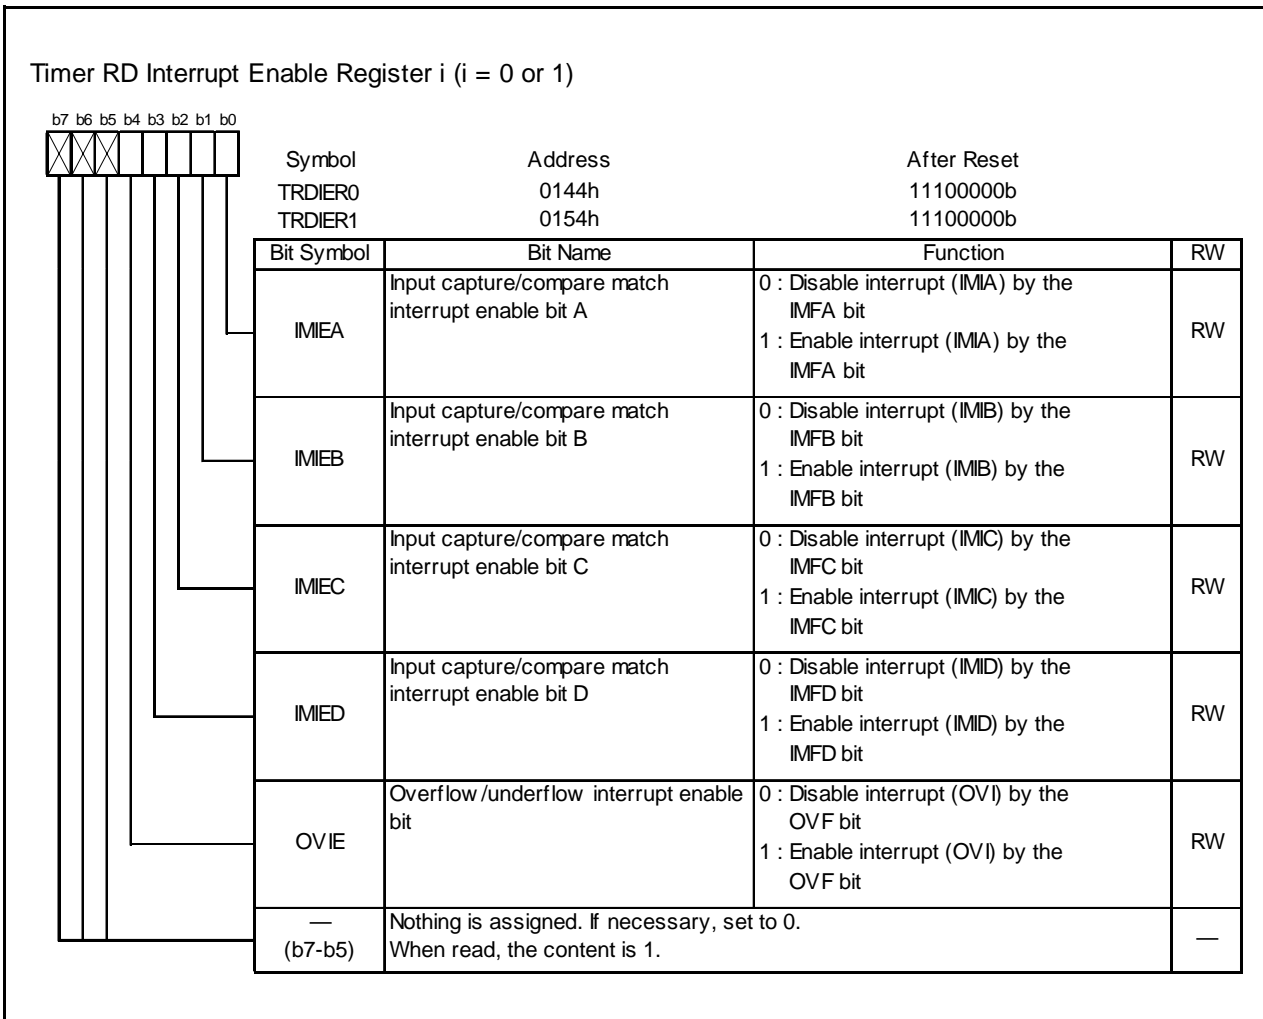 Timer RD Interrupt Enable Register i (i = 0 or 1)
b7 b6 b5 b4 b3 b2 b1 b0
Symbol Address After Reset
TRDIER0 0144h 11100000b
TRDIER1 0154h 11100000b
Bit Symbol Bit Name Function RW
IMIEA
Input capture/compare match
interrupt enable bit A
0 : Disable interrupt (IMIA) by the
IMFA bit
1 : Enable interrupt (IMIA) by the
IMFA bit
RW
IMIEB
Input capture/compare match
interrupt enable bit B
0 : Disable interrupt (IMIB) by the
IMFB bit
1 : Enable interrupt (IMIB) by the
IMFB bit
RW
IMIEC
Input capture/compare match
interrupt enable bit C
0 : Disable interrupt (IMIC) by the
IMFC bit
1 : Enable interrupt (IMIC) by the
IMFC bit
RW
IMIED
Input capture/compare match
interrupt enable bit D
0 : Disable interrupt (IMID) by the
IMFD bit
1 : Enable interrupt (IMID) by the
IMFD bit
RW
OVIE
Overflow/underflow interrupt enable
bit
0 : Disable interrupt (OVI) by the
OVF bit
1 : Enable interrupt (OVI) by the
OVF bit
RW
—
(b7-b5)
Nothing is assigned. If necessary, set to 0.
When read, the content is 1.
—